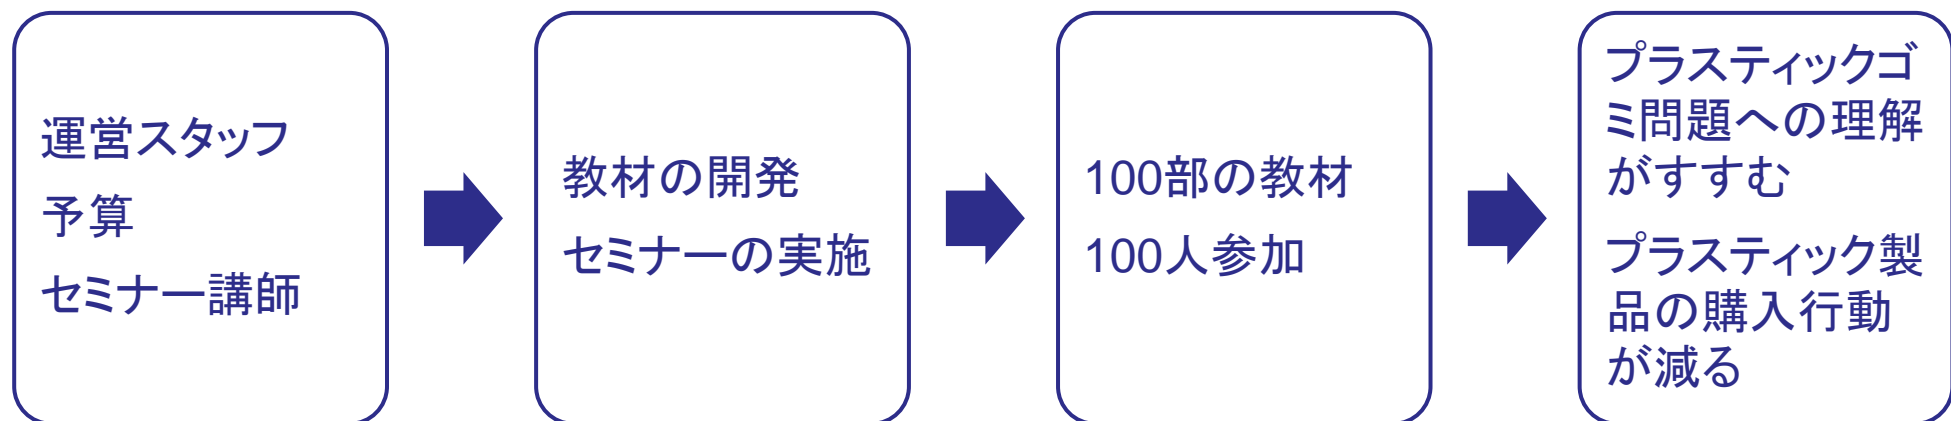 運営スタッフ
予算
セミナー講師
教材の開発
セミナーの実施
100部の教材
100人参加
プラスティックゴ
ミ問題への理解
がすすむ
プラスティック製
品の購入行動
が減る